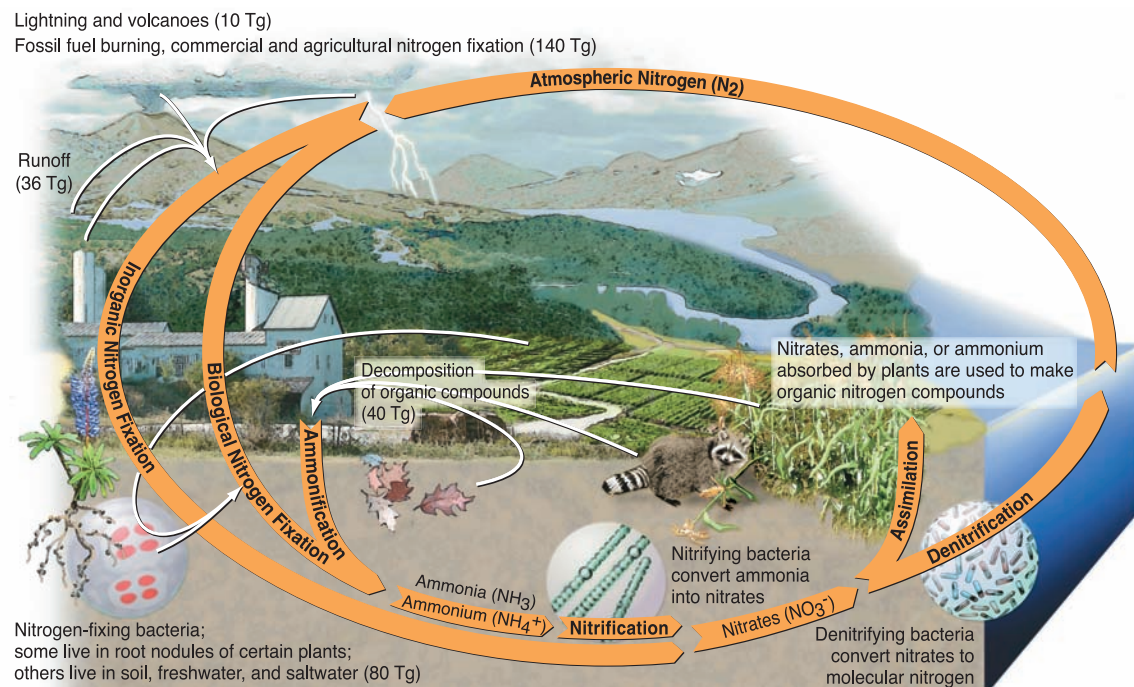 Lightning and volcanoes (10 Tg)
Fossil fuel burning, commercial and agricultural nitrogen fixation (140 Tg)
Atmospheric Nitrogen (N2)
Runoff
(36 Tg)
Inorganic Nitrogen Fixation
Biological Nitrogen Fixation
Decomposition
of organic compounds
(40 Tg)
Nitrates, ammonia, or ammonium
absorbed by plants are used to make
organic nitrogen compounds
Ammonification
Assimilation
Denitrification
Nitrifying bacteria
convert ammonia
into nitrates
Ammonia (NH3)
Ammonium (NH4+)
Nitrification
Nitrates (NO3-)
Nitrogen-fixing bacteria;
some live in root nodules of certain plants;
others live in soil, freshwater, and saltwater (80 Tg)
Denitrifying bacteria
convert nitrates to
molecular nitrogen